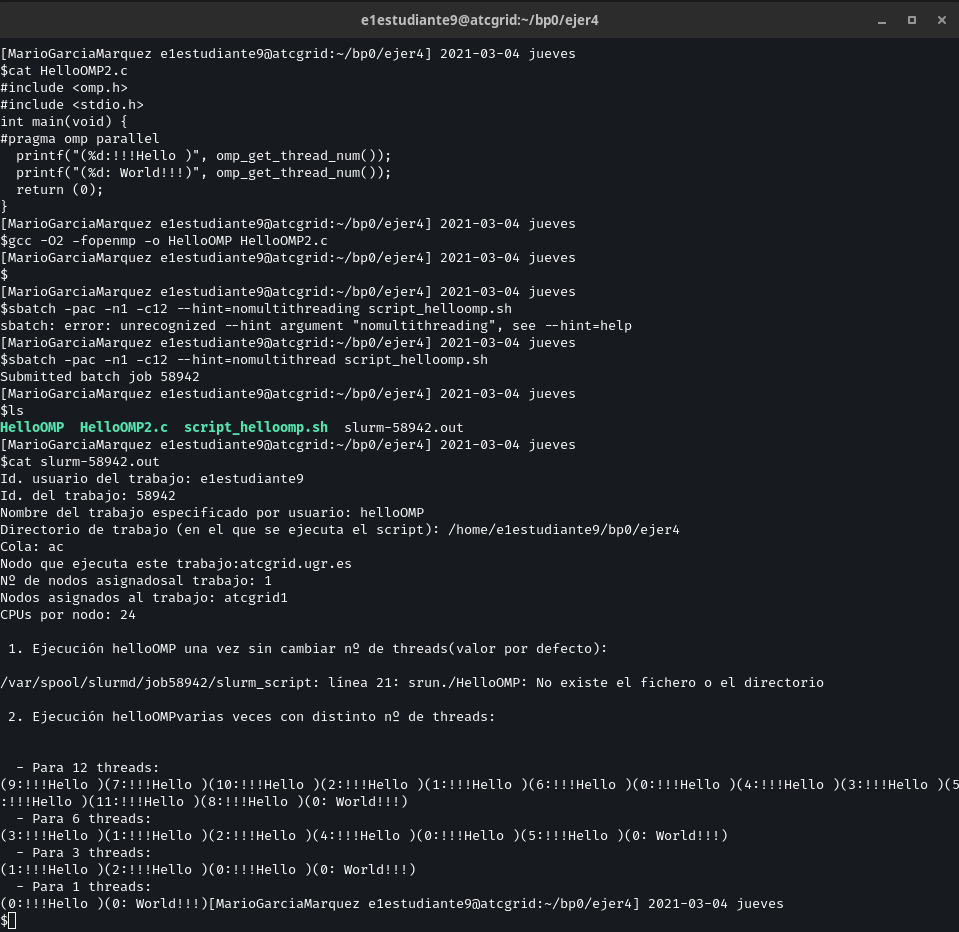 e1estudiante9@atcgrid:~/bp0/ejer4
[MarioGarciaMarquez e1estudiante9@atcgrid:~/bp0/ejer4] 2021-03-04 jueves
$cat HelloOMP2.c
#include <omp.h>
#include <stdio.h>
int main(void) {
#pragma omp parallel
  printf("(%d:!!!Hello )", omp_get_thread_num());
  printf("(%d: World!!!)", omp_get_thread_num());
  return (0);
}
[MarioGarciaMarquez e1estudiante9@atcgrid:~/bp0/ejer4] 2021-03-04 jueves
$gcc -O2 -fopenmp -o HelloOMP HelloOMP2.c
[MarioGarciaMarquez e1estudiante9@atcgrid:~/bp0/ejer4] 2021-03-04 jueves
$
[MarioGarciaMarquez e1estudiante9@atcgrid:~/bp0/ejer4] 2021-03-04 jueves
$sbatch -pac -n1 -c12 --hint=nomultithreading script_helloomp.sh
sbatch: error: unrecognized --hint argument "nomultithreading", see --hint=help
[MarioGarciaMarquez e1estudiante9@atcgrid:~/bp0/ejer4] 2021-03-04 jueves
$sbatch -pac -n1 -c12 --hint=nomultithread script_helloomp.sh
Submitted batch job 58942
[MarioGarciaMarquez e1estudiante9@atcgrid:~/bp0/ejer4] 2021-03-04 jueves
$ls
HelloOMP  HelloOMP2.c  script_helloomp.sh  slurm-58942.out
[MarioGarciaMarquez e1estudiante9@atcgrid:~/bp0/ejer4] 2021-03-04 jueves
$cat slurm-58942.out
Id. usuario del trabajo: e1estudiante9
Id. del trabajo: 58942
Nombre del trabajo especificado por usuario: helloOMP
Directorio de trabajo (en el que se ejecuta el script): /home/e1estudiante9/bp0/ejer4
Cola: ac
Nodo que ejecuta este trabajo:atcgrid.ugr.es
Nº de nodos asignadosal trabajo: 1
Nodos asignados al trabajo: atcgrid1
CPUs por nodo: 24
 1. Ejecución helloOMP una vez sin cambiar nº de threads(valor por defecto):
/var/spool/slurmd/job58942/slurm_script: línea 21: srun./HelloOMP: No existe el fichero o el directorio
 2. Ejecución helloOMPvarias veces con distinto nº de threads:
  - Para 12 threads:
(9:!!!Hello )(7:!!!Hello )(10:!!!Hello )(2:!!!Hello )(1:!!!Hello )(6:!!!Hello )(0:!!!Hello )(4:!!!Hello )(3:!!!Hello )(5
:!!!Hello )(11:!!!Hello )(8:!!!Hello )(0: World!!!)
  - Para 6 threads:
(3:!!!Hello )(1:!!!Hello )(2:!!!Hello )(4:!!!Hello )(0:!!!Hello )(5:!!!Hello )(0: World!!!)
  - Para 3 threads:
(1:!!!Hello )(2:!!!Hello )(0:!!!Hello )(0: World!!!)
  - Para 1 threads:
(0:!!!Hello )(0: World!!!)[MarioGarciaMarquez e1estudiante9@atcgrid:~/bp0/ejer4] 2021-03-04 jueves
$